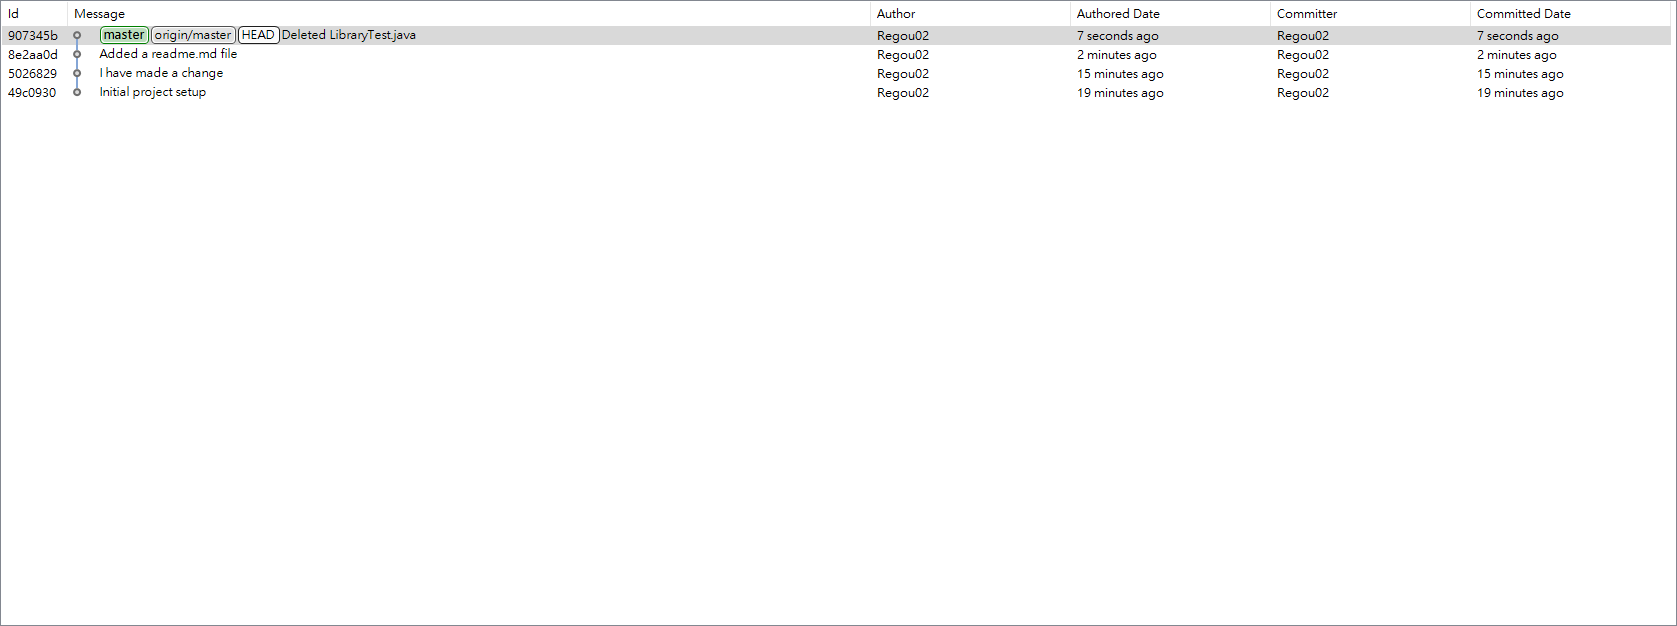 Id Message Author Authored Date Committer Committed Date
907345b master origin/master HEAD Deleted LibraryTest.java Regou02 7 seconds ago Regou02 7 seconds ago
8e2aa0d Added a readme.md file Regou02 2 minutes ago Regou02 2 minutes ago
5026829 I have made a change Regou02 15 minutes ago Regou02 15 minutes ago
49c0930 Initial project setup Regou02 19 minutes ago Regou02 19 minutes ago